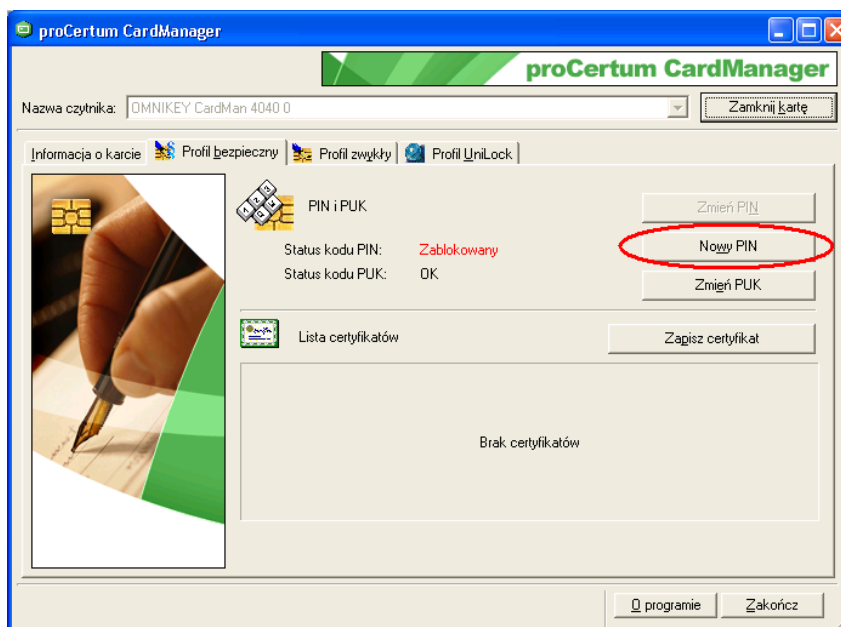 proCertum CardManager
proCertum CardManager
Nazwa czytnika: OMNIKEY CardMan 4040 0 Zamknij kartę
Informacja o karcie Profil bezpieczny Profil zwykły Profil UniLock
PIN i PUK Zmień PIN
Status kodu PIN: Zablokowany Nowy PIN
Status kodu PUK: OK Zmień PUK
Lista certyfikatów Zapisz certyfikat
Brak certyfikatów
O programie Zakończ